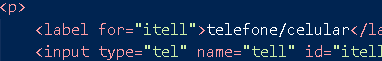 <p>
<label for="itell">telefone/celular</la
<input type="tel" name="tell" id="itell